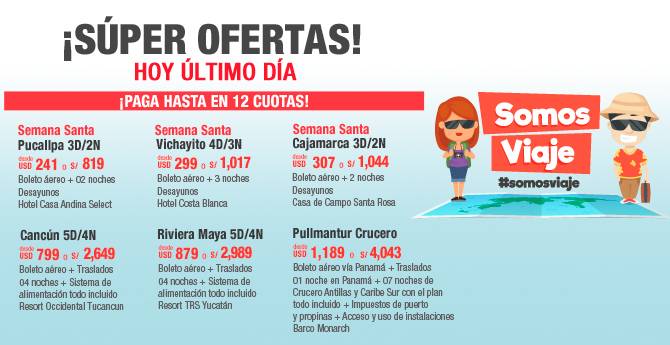 ¡SÚPER OFERTAS!
HOY ÚLTIMO DÍA
¡PAGA HASTA EN 12 CUOTAS!
Semana Santa
Pucallpa 3D/2N
desde USD 241 o S/ 819
Boleto áereo + 02 noches
Desayunos
Hotel Casa Andina Select
Semana Santa
Vichayito 4D/3N
desde USD 299 o S/ 1,017
Boleto aéreo + 3 noches
Desayunos
Hotel Costa Blanca
Semana Santa
Cajamarca 3D/2N
desde USD 307 o S/ 1,044
Boleto aéreo + 2 noches
Desayunos
Casa de Campo Santa Rosa
Cancún 5D/4N
desde USD 799 o S/ 2,649
Boleto aéreo + Traslados
04 noches + Sistema de
alimentación todo incluido
Resort Occidental Tucancun
Riviera Maya 5D/4N
desde USD 879 o S/ 2,989
Boleto aéreo + Traslados
04 noches + Sistema de
alimentación todo incluido
Resort TRS Yucatán
Pullmantur Crucero
desde USD 1,189 o S/ 4,043
Boleto aéreo vía Panamá + Traslados
01 noche en Panamá + 07 noches de
Crucero Antillas y Caribe Sur con el plan
todo incluido + Impuestos de puerto
y propinas + Acceso y uso de instalaciones
Barco Monarch
Somos
Viaje
#somosviaje